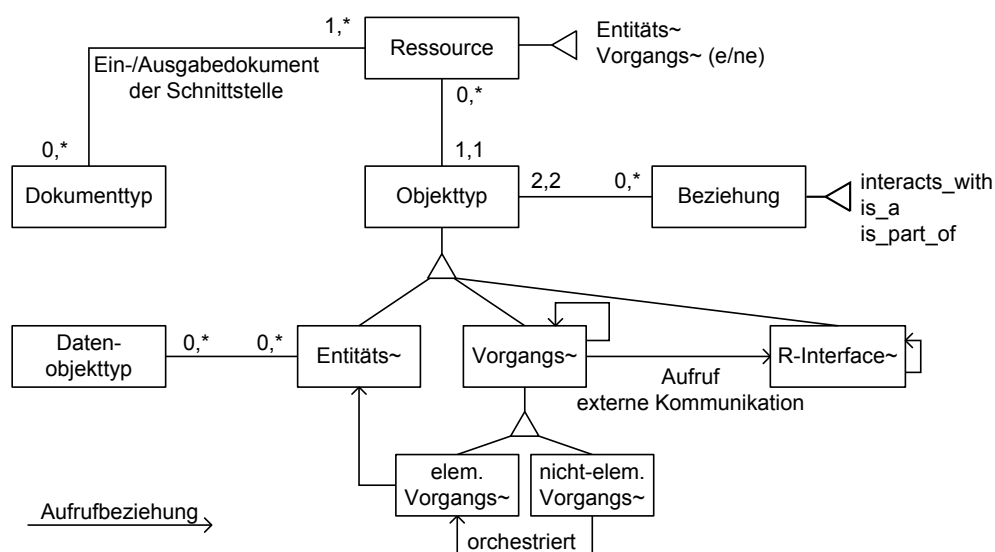 1,*
Ressource
Entitäts~
Vorgangs~ (e/ne)
Ein-/Ausgabedokument
der Schnittstelle
0,*
0,*
1,1
Dokumenttyp
Objekttyp
2,2
0,*
Beziehung
interacts_with
is_a
is_part_of
Daten-
objekttyp
0,*
0,*
Entitäts~
Vorgangs~
R-Interface~
Aufruf
externe Kommunikation
elem.
Vorgangs~
nicht-elem.
Vorgangs~
Aufrufbeziehung
orchestriert